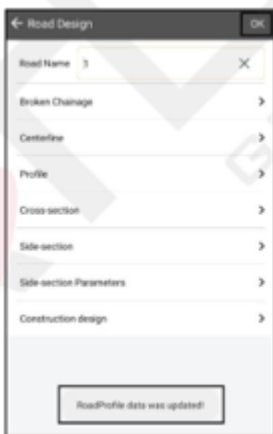 ← Road Design OK
Road Name 3 ×
Broken Chainage >
Centerline >
Profile >
Cross-section >
Side-section >
Side-section Parameters >
Construction design >
RoadProfile data was updated!